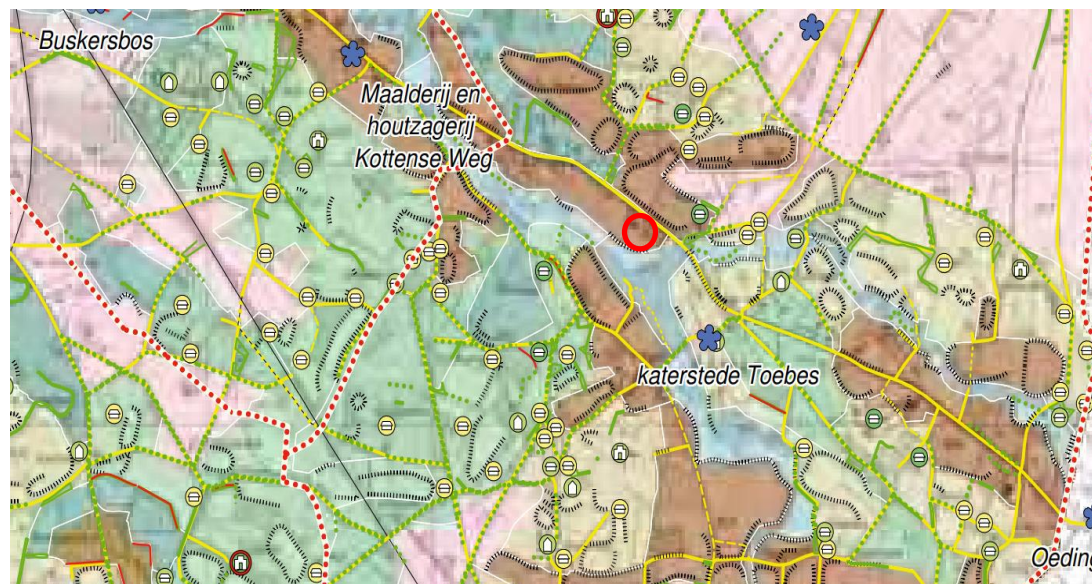 Buskersbos
Maalderij en
houtzagerij
Kottense Weg
katerstede Toebes
Oeding